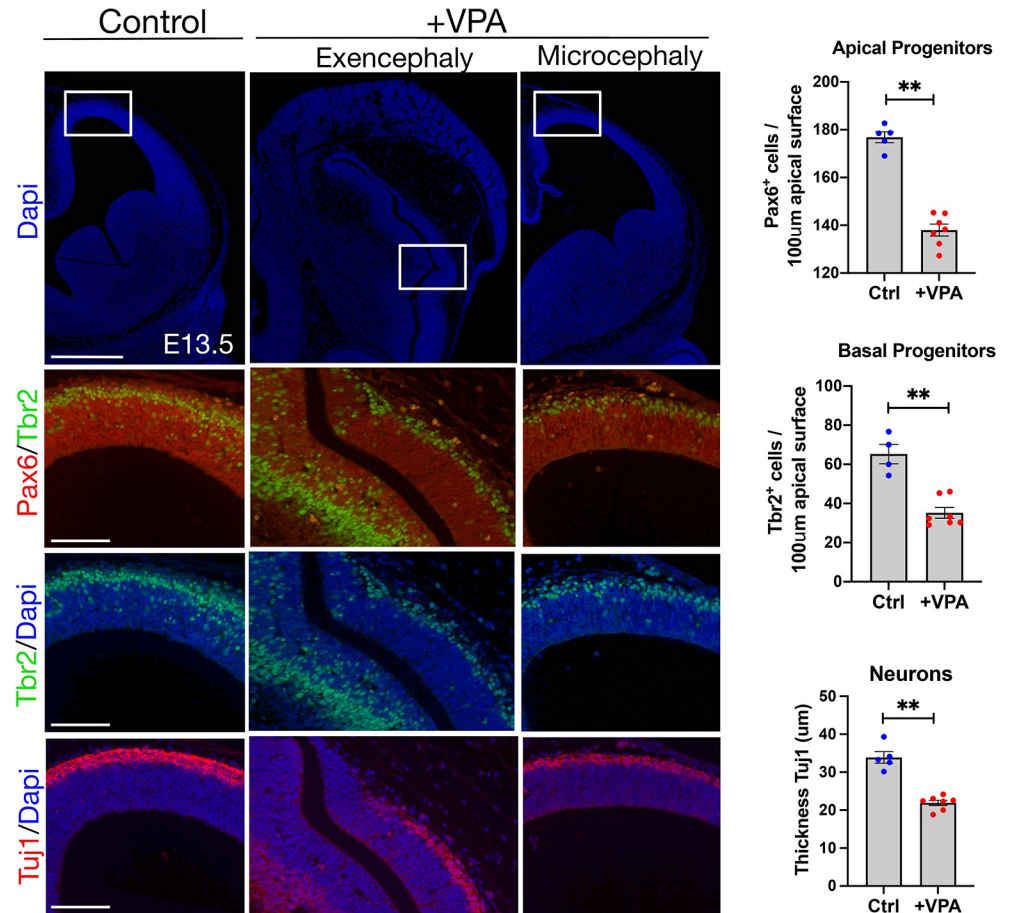 Control
+VPA
Exencephaly
Microcephaly
Dapi
E13.5
Pax6/Tbr2
Tbr2/Dapi
Tuj1/Dapi
Apical Progenitors
Pax6⁺ cells /
100um apical surface
200
180
160
140
120
**
Ctrl +VPA
Basal Progenitors
Tbr2⁺ cells /
100um apical surface
100
80
60
40
20
0
**
Ctrl +VPA
Neurons
Thickness Tuj1 (um)
50
40
30
20
10
0
**
Ctrl +VPA